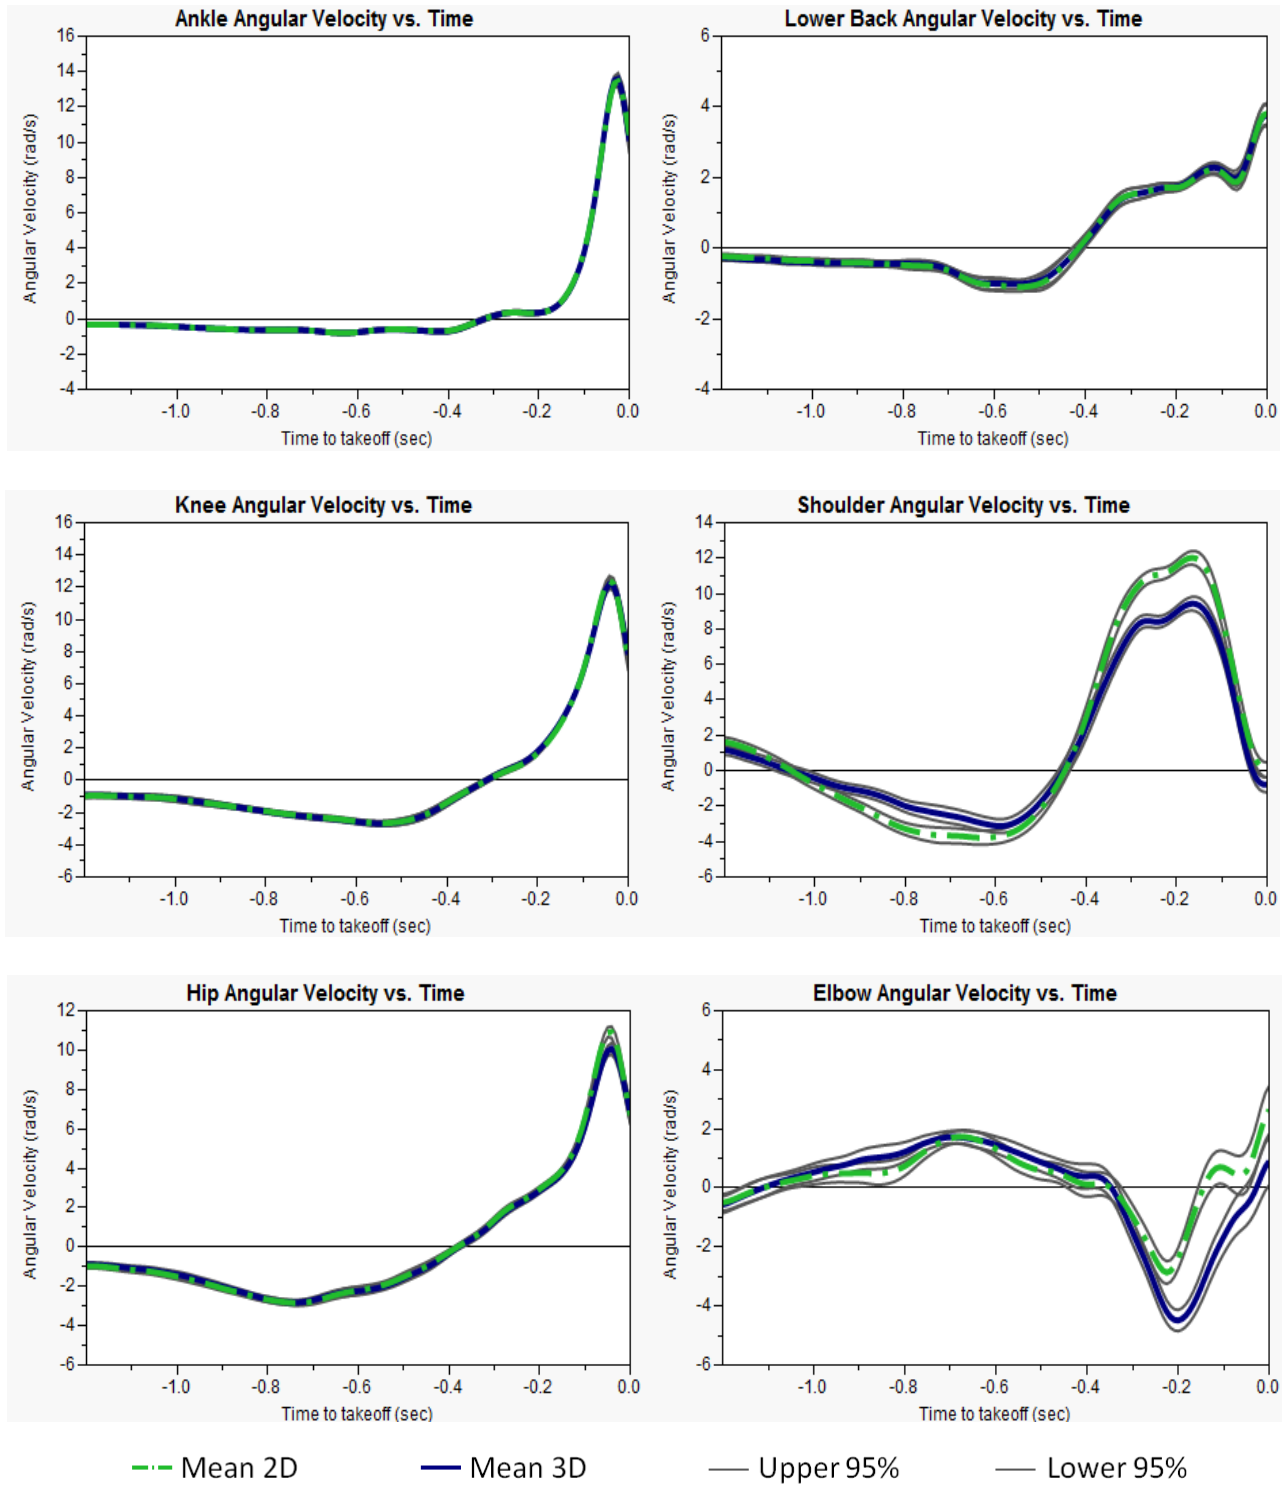 Ankle Angular Velocity vs. Time
16
14
12
10
8
6
4
2
0
-2
-4
Angular Velocity (rad/s)
-1.0 -0.8 -0.6 -0.4 -0.2 0.0
Time to takeoff (sec)
Lower Back Angular Velocity vs. Time
6
4
2
0
-2
-4
Angular Velocity (rad/s)
-1.0 -0.8 -0.6 -0.4 -0.2 0.0
Time to takeoff (sec)
Knee Angular Velocity vs. Time
16
14
12
10
8
6
4
2
0
-2
-4
-6
Angular Velocity (rad/s)
-1.0 -0.8 -0.6 -0.4 -0.2 0.0
Time to takeoff (sec)
Shoulder Angular Velocity vs. Time
14
12
10
8
6
4
2
0
-2
-4
-6
Angular Velocity (rad/s)
-1.0 -0.8 -0.6 -0.4 -0.2 0.0
Time to takeoff (sec)
Hip Angular Velocity vs. Time
12
10
8
6
4
2
0
-2
-4
-6
Angular Velocity (rad/s)
-1.0 -0.8 -0.6 -0.4 -0.2 0.0
Time to takeoff (sec)
Elbow Angular Velocity vs. Time
6
4
2
0
-2
-4
-6
Angular Velocity (rad/s)
-1.0 -0.8 -0.6 -0.4 -0.2 0.0
Time to takeoff (sec)
Mean 2D Mean 3D Upper 95% Lower 95%